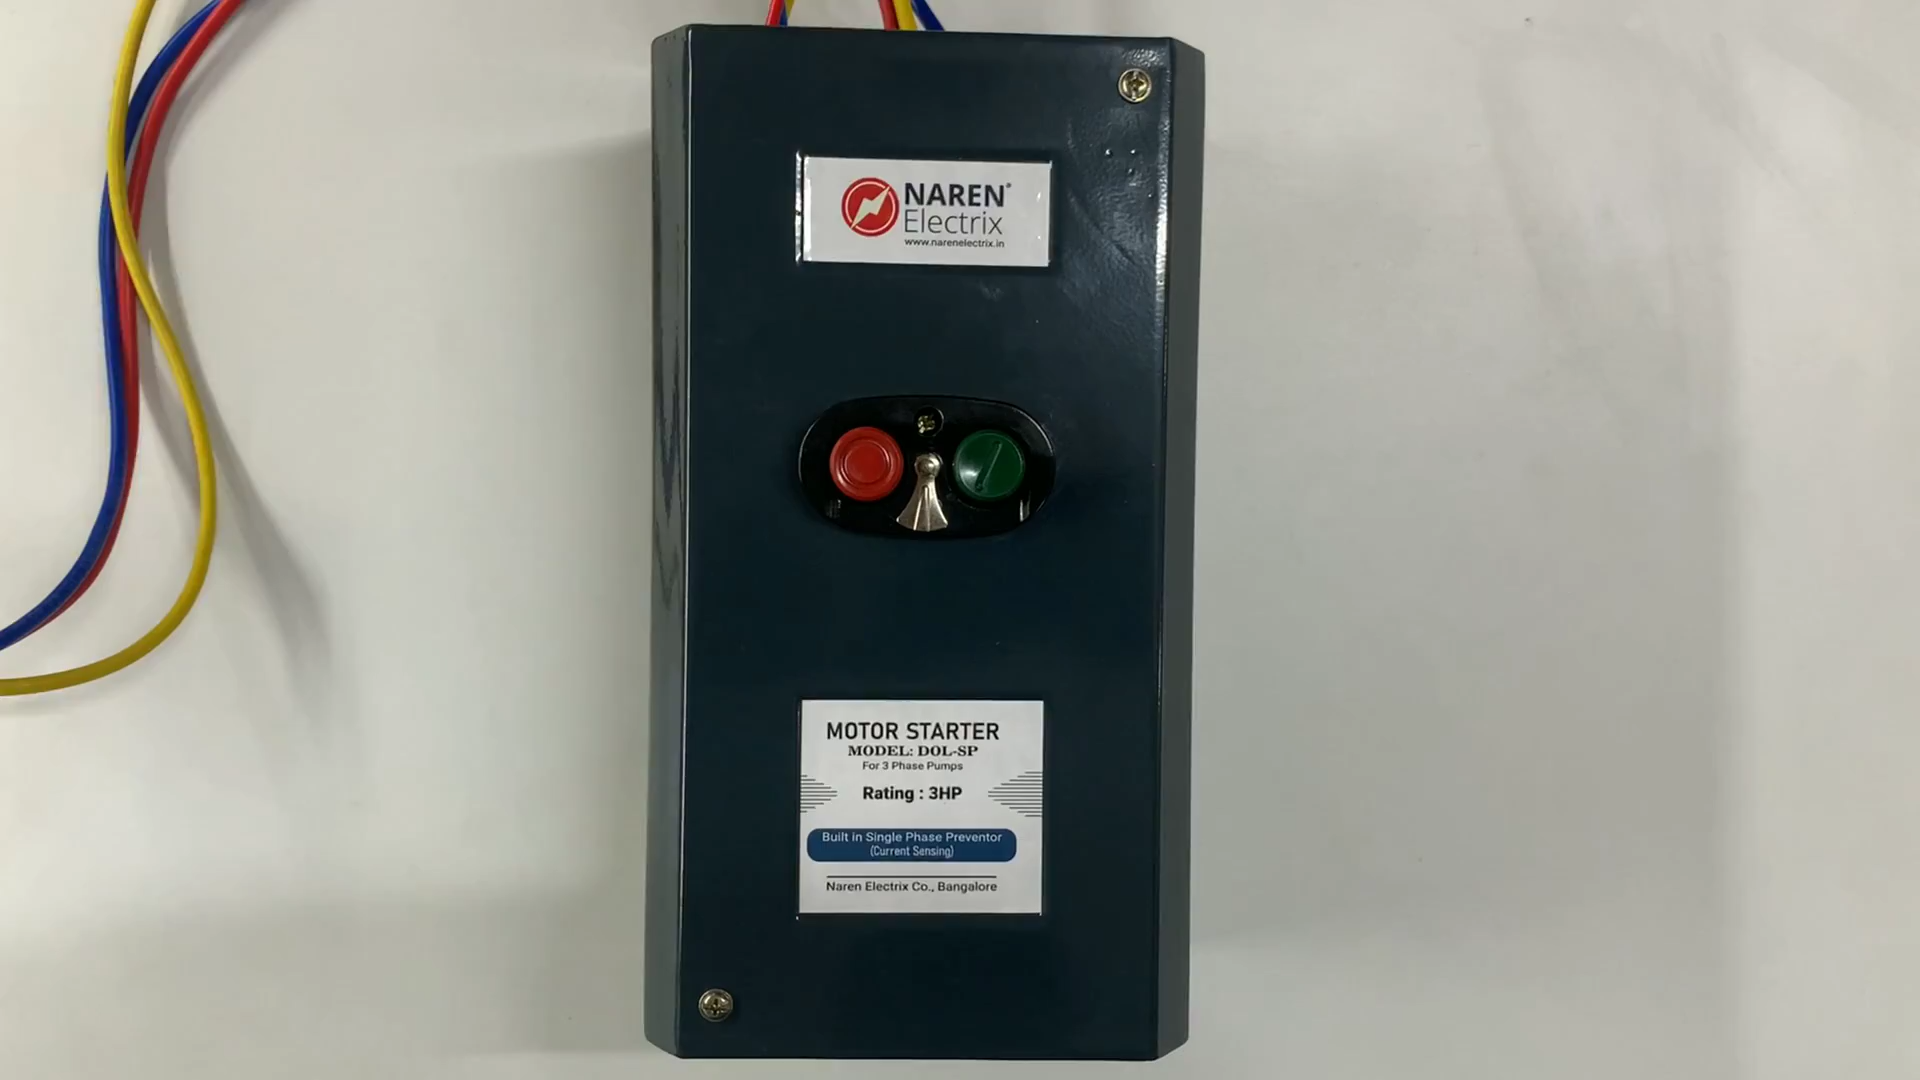 NAREN®
Electrix
www.narenelectrix.in
MOTOR STARTER
MODEL: DOL-SP
For 3 Phase Pumps
Rating : 3HP
Built in Single Phase Preventor
(Current Sensing)
Naren Electrix Co., Bangalore